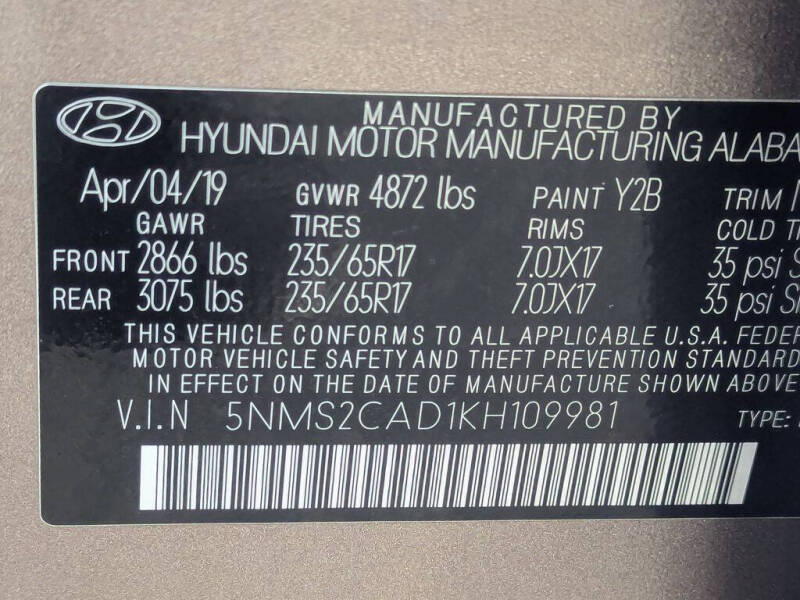 MANUFACTURED BY
HYUNDAI MOTOR MANUFACTURING ALABA
Apr/04/19 GVWR 4872 lbs PAINT Y2B TRIM
GAWR TIRES RIMS COLD T
FRONT 2866 lbs 235/65R17 7.0JX17 35 psi S
REAR 3075 lbs 235/65R17 7.0JX17 35 psi S
THIS VEHICLE CONFORMS TO ALL APPLICABLE U.S.A. FEDER
MOTOR VEHICLE SAFETY AND THEFT PREVENTION STANDARD
IN EFFECT ON THE DATE OF MANUFACTURE SHOWN ABOVE
V.I.N 5NMS2CAD1KH109981 TYPE: